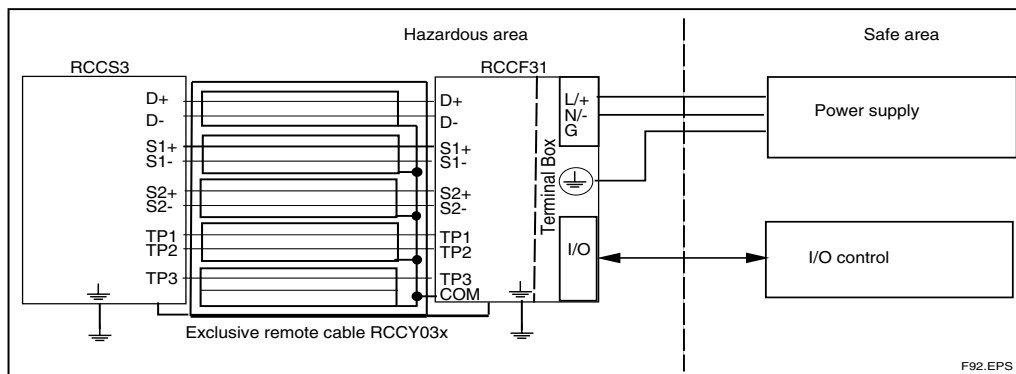 Hazardous area
Safe area
RCCS3
RCCF31
D+
D-
S1+
S1-
S2+
S2-
TP1
TP2
TP3
D+
D-
S1+
S1-
S2+
S2-
TP1
TP2
TP3
COM
Terminal Box
L/+
N/-
G
I/O
Power supply
I/O control
Exclusive remote cable RCCY03x
F92.EPS